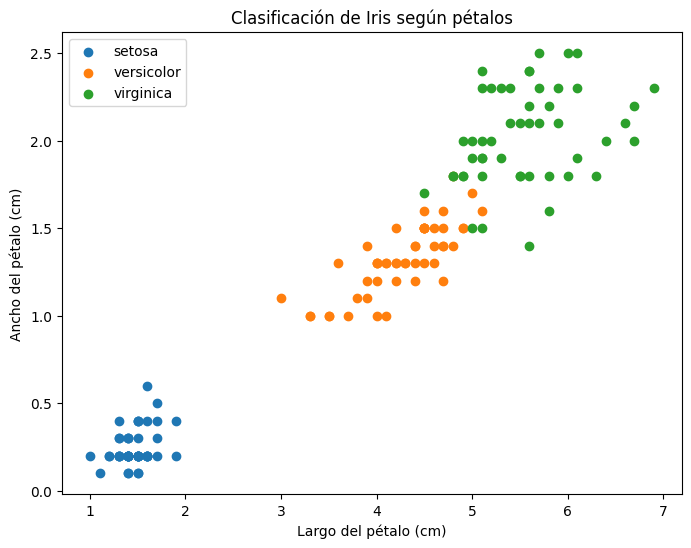 Clasificación de Iris según pétalos
setosa
versicolor
virginica
2.5
2.0
1.5
1.0
0.5
0.0
Ancho del pétalo (cm)
1 2 3 4 5 6 7
Largo del pétalo (cm)